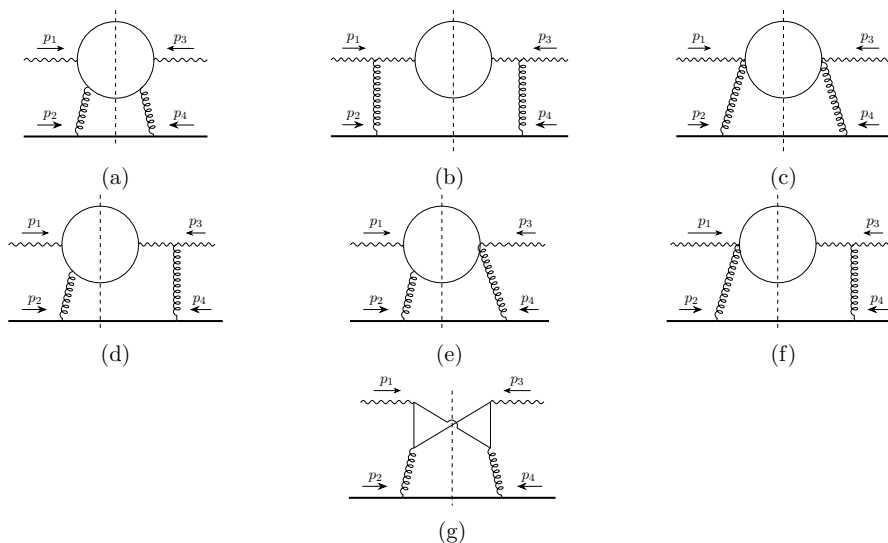 p₁ p₃ p₁ p₃ p₁ p₃
p₂ p₄ p₂ p₄ p₂ p₄
(a) (b) (c)
p₁ p₃ p₁ p₃ p₁ p₃
p₂ p₄ p₂ p₄ p₂ p₄
(d) (e) (f)
p₁ p₃
p₂ p₄
(g)